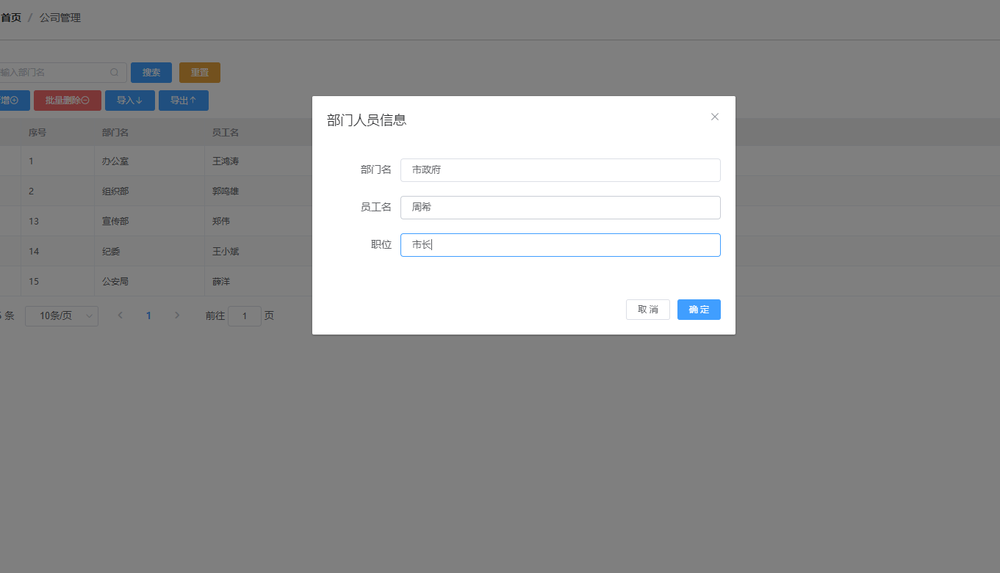 首页 / 公司管理
输入部门名 搜索 重置
增 批量删除 导入 导出
序号 部门名 员工名
1 办公室 王鸿涛
2 组织部 郭鸣雄
13 宣传部 郑伟
14 纪委 王小斌
15 公安局 薛洋
条 10条/页 1 前往 1 页
部门人员信息
部门名 市政府
员工名 周希
职位 市长
取消 确定